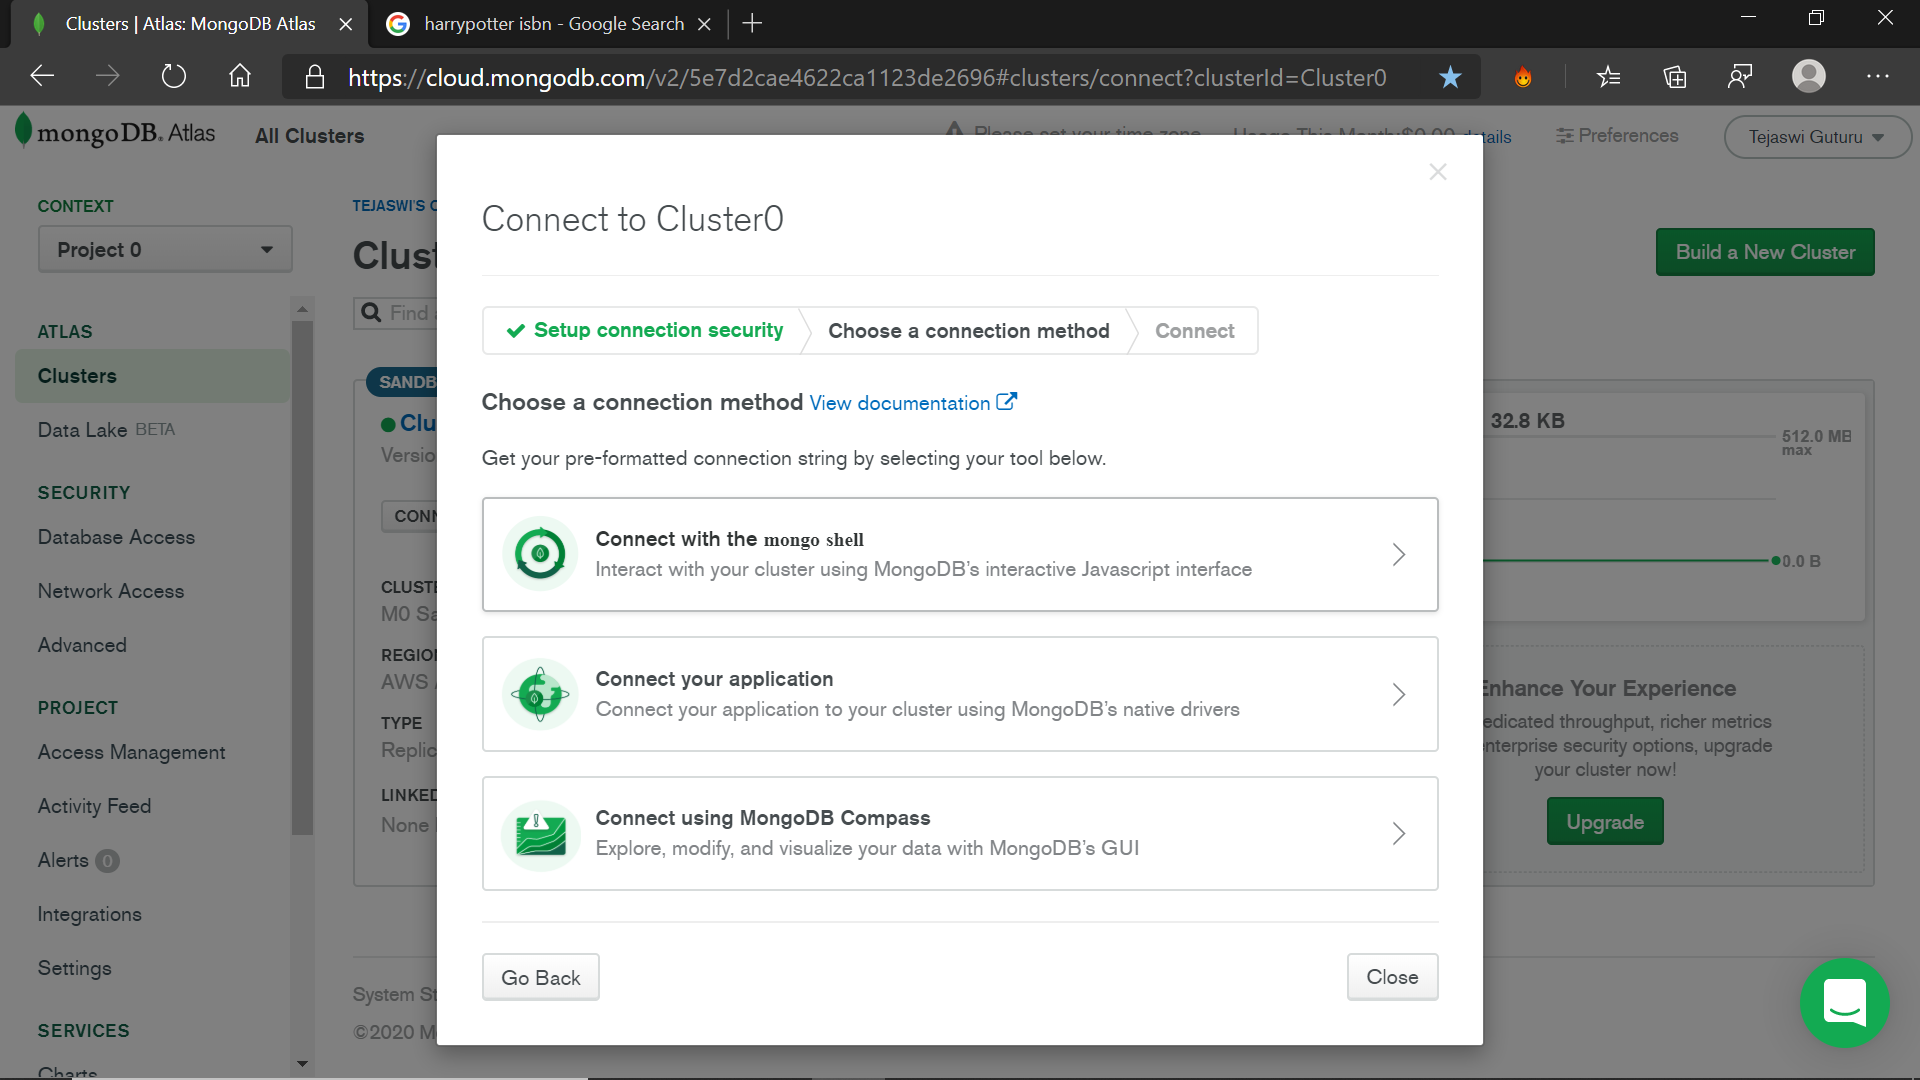 Clusters | Atlas: MongoDB Atlas
harrypotter isbn - Google Search
https://cloud.mongodb.com/v2/5e7d2cae4622ca1123de2696#clusters/connect?clusterId=Cluster0
mongoDB. Atlas
All Clusters
Please set your time zone
Usage This Month:$0.00 details
Preferences
Tejaswi Guturu
CONTEXT
Project 0
ATLAS
Clusters
Data Lake BETA
SECURITY
Database Access
Network Access
Advanced
PROJECT
Access Management
Activity Feed
Alerts 0
Integrations
Settings
SERVICES
Charts
TEJASWI'S
Clust
Find
SANDB
Clu
Versio
CONN
CLUSTE
M0 Sa
REGION
AWS
TYPE
Replic
LINKED
None
System St
©2020 M
Connect to Cluster0
Setup connection security
Choose a connection method
Connect
Choose a connection method View documentation
Get your pre-formatted connection string by selecting your tool below.
Connect with the mongo shell
Interact with your cluster using MongoDB's interactive Javascript interface
Connect your application
Connect your application to your cluster using MongoDB's native drivers
Connect using MongoDB Compass
Explore, modify, and visualize your data with MongoDB's GUI
Go Back
Close
Build a New Cluster
32.8 KB
512.0 MB
max
0.0 B
Enhance Your Experience
edicated throughput, richer metrics
nterprise security options, upgrade
your cluster now!
Upgrade